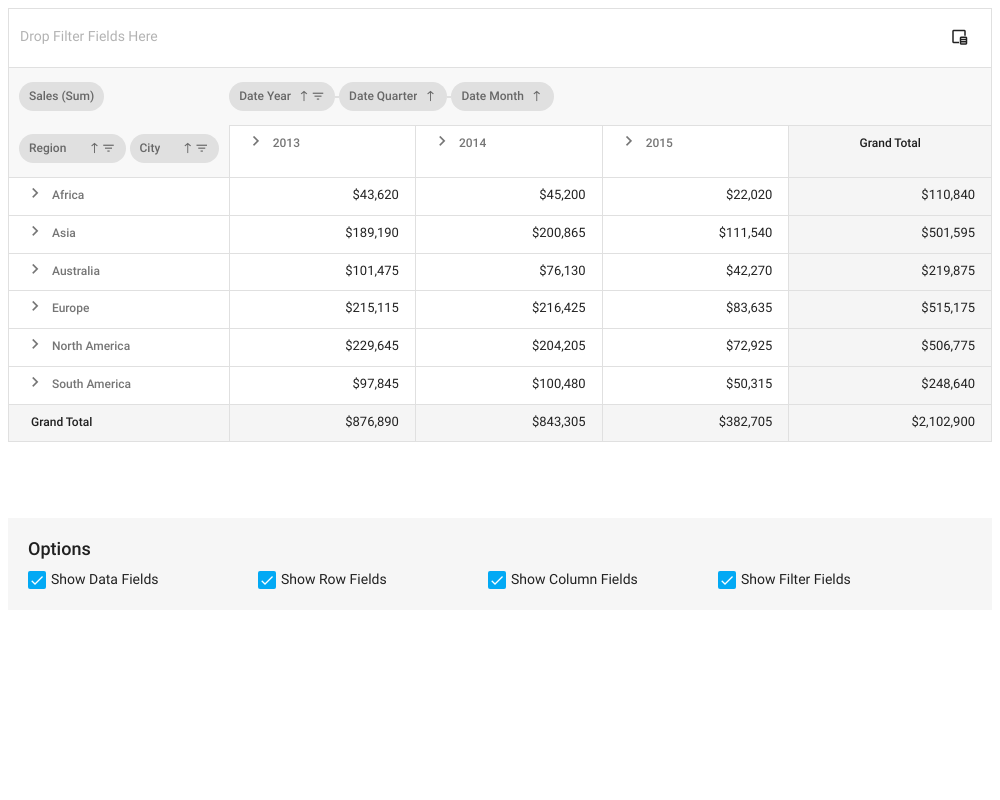 Drop Filter Fields Here
Sales (Sum) Date Year Date Quarter Date Month
Region City 2013 2014 2015 Grand Total
Africa $43,620 $45,200 $22,020 $110,840
Asia $189,190 $200,865 $111,540 $501,595
Australia $101,475 $76,130 $42,270 $219,875
Europe $215,115 $216,425 $83,635 $515,175
North America $229,645 $204,205 $72,925 $506,775
South America $97,845 $100,480 $50,315 $248,640
Grand Total $876,890 $843,305 $382,705 $2,102,900
Options
Show Data Fields Show Row Fields Show Column Fields Show Filter Fields